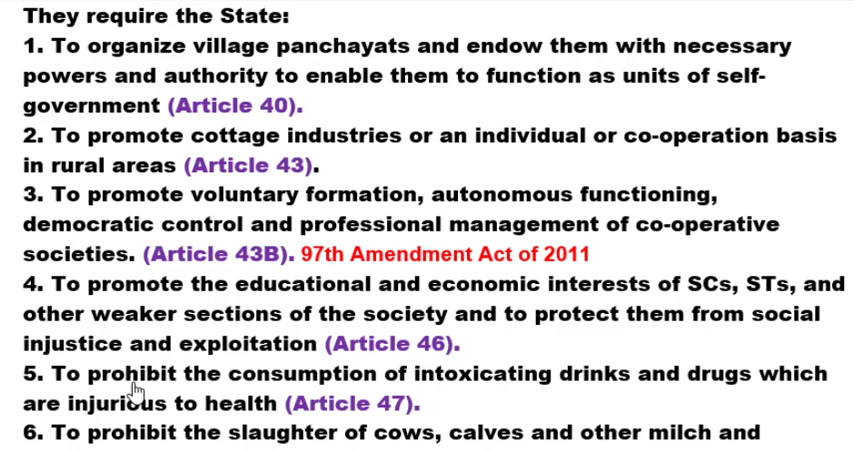 They require the State:
1. To organize village panchayats and endow them with necessary
powers and authority to enable them to function as units of self-
government (Article 40).
2. To promote cottage industries or an individual or co-operation basis
in rural areas (Article 43).
3. To promote voluntary formation, autonomous functioning,
democratic control and professional management of co-operative
societies. (Article 43B). 97th Amendment Act of 2011
4. To promote the educational and economic interests of SCs, STs, and
other weaker sections of the society and to protect them from social
injustice and exploitation (Article 46).
5. To prohibit the consumption of intoxicating drinks and drugs which
are injurious to health (Article 47).
6. To prohibit the slaughter of cows, calves and other milch and